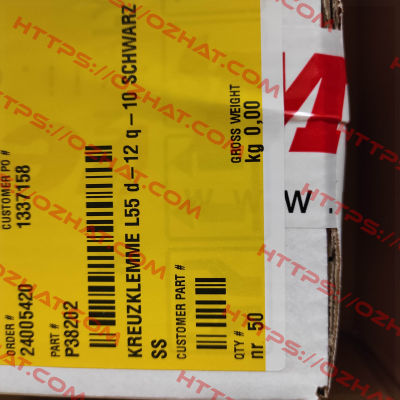 CUSTOMER PO #
1337158
ORDER #
24005420
PART #
P38202
KREUZKLEMME L55 d-12 q-10 SCHWARZ
SS
CUSTOMER PART #
QTY #
nr 50
GROSS WEIGHT
kg 0,00
W.
HTTPS://OZHAT.COM